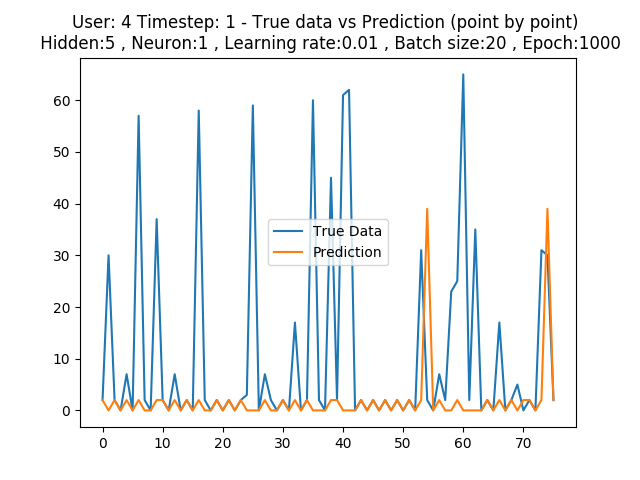 User: 4 Timestep: 1 - True data vs Prediction (point by point)
Hidden:5 , Neuron:1 , Learning rate:0.01 , Batch size:20 , Epoch:1000
60
50
40
30
20
10
0
True Data
Prediction
0 10 20 30 40 50 60 70